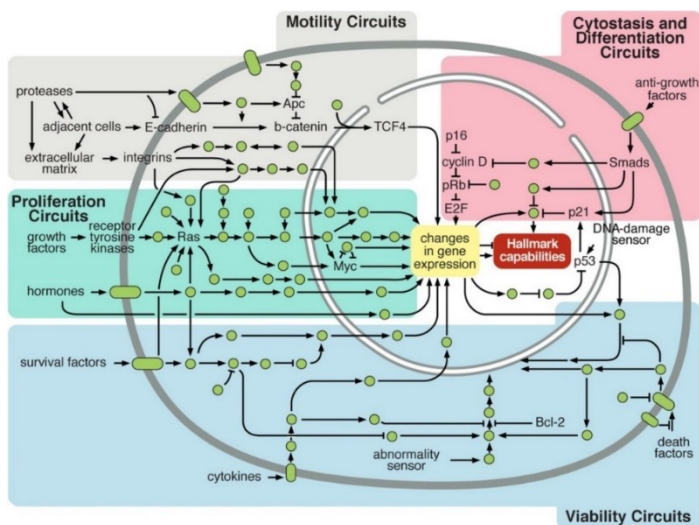 Motility Circuits
Cytostasis and
Differentiation
Circuits
proteases
adjacent cells
E-cadherin
b-catenin
TCF4
Apc
extracellular
matrix
integrins
anti-growth
factors
p16
cyclin D
pRb
E2F
Smads
p21
DNA-damage
sensor
p53
Hallmark
capabilities
changes
in gene
expression
Proliferation
Circuits
growth
factors
receptor
tyrosine
kinases
Ras
Myc
hormones
survival factors
Bcl-2
abnormality
sensor
cytokines
death
factors
Viability Circuits